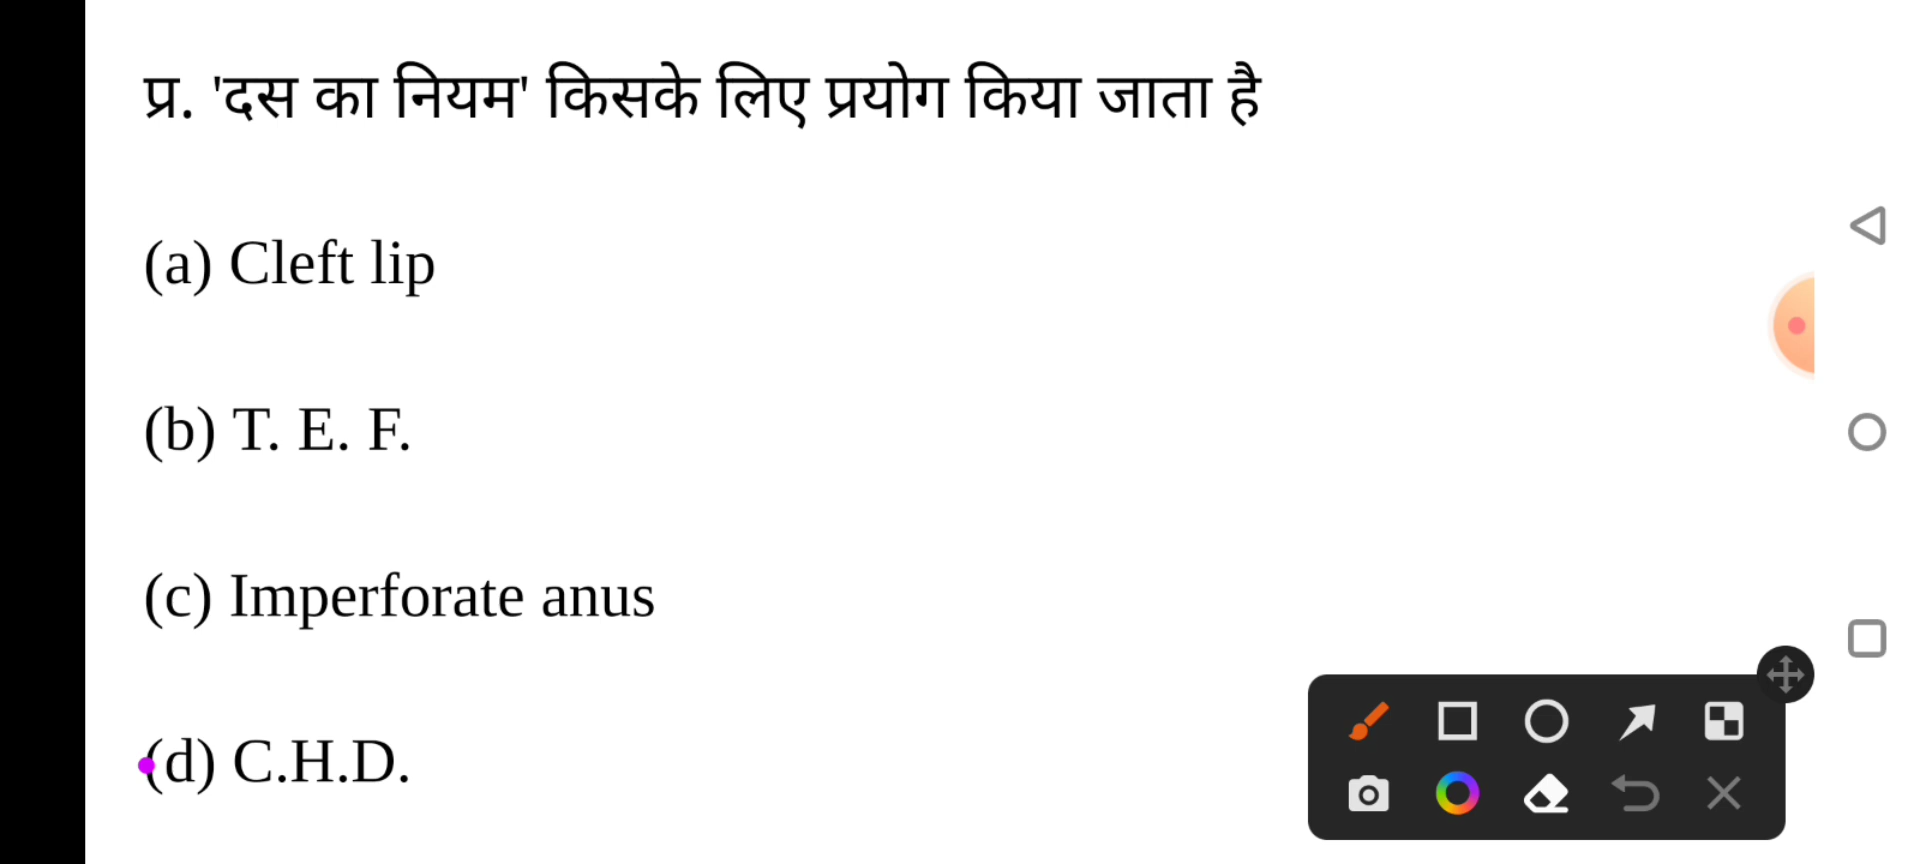 प्र. 'दस का नियम' किसके लिए प्रयोग किया जाता है
(a) Cleft lip
(b) T. E. F.
(c) Imperforate anus
(d) C.H.D.